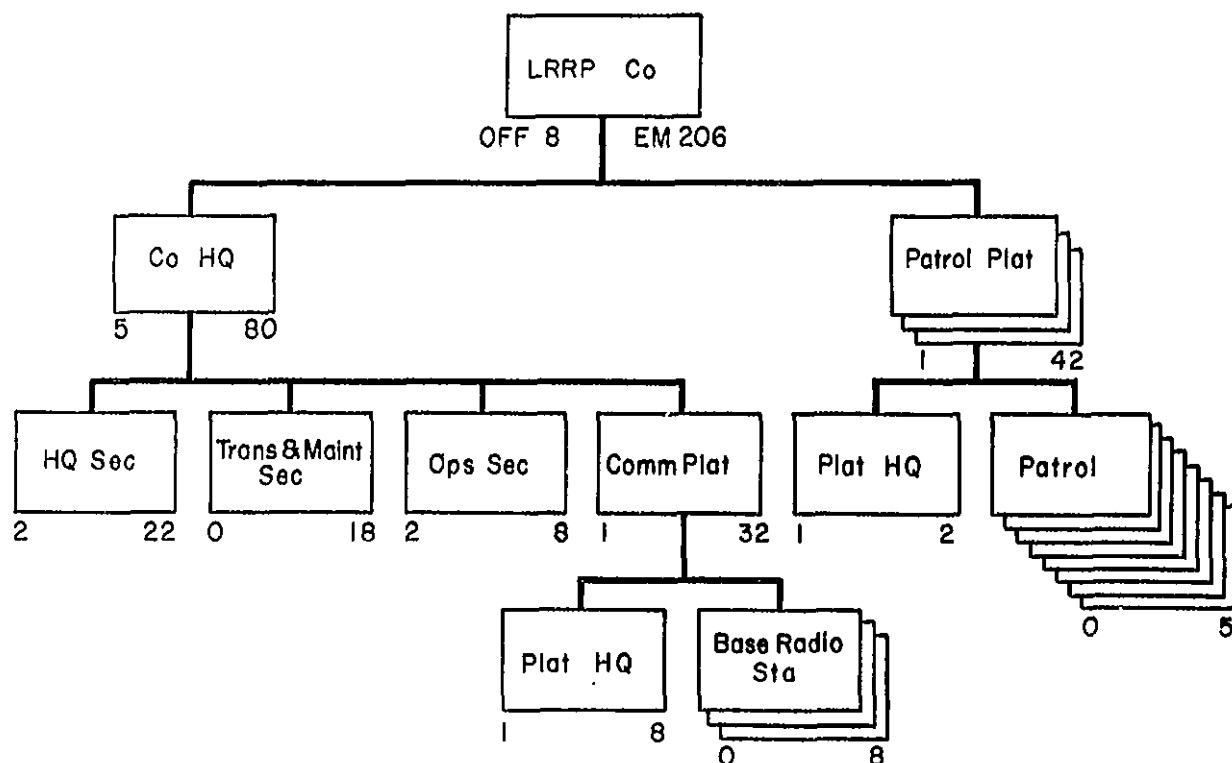 LRRP Co
OFF 8 EM 206
Co HQ
5 80
Patrol Plat
1 42
HQ Sec
2 22
Trans & Maint
Sec
0 18
Ops Sec
2 8
Comm Plat
1 32
Plat HQ
1 2
Patrol
0 5
Plat HQ
1 8
Base Radio
Sta
0 8